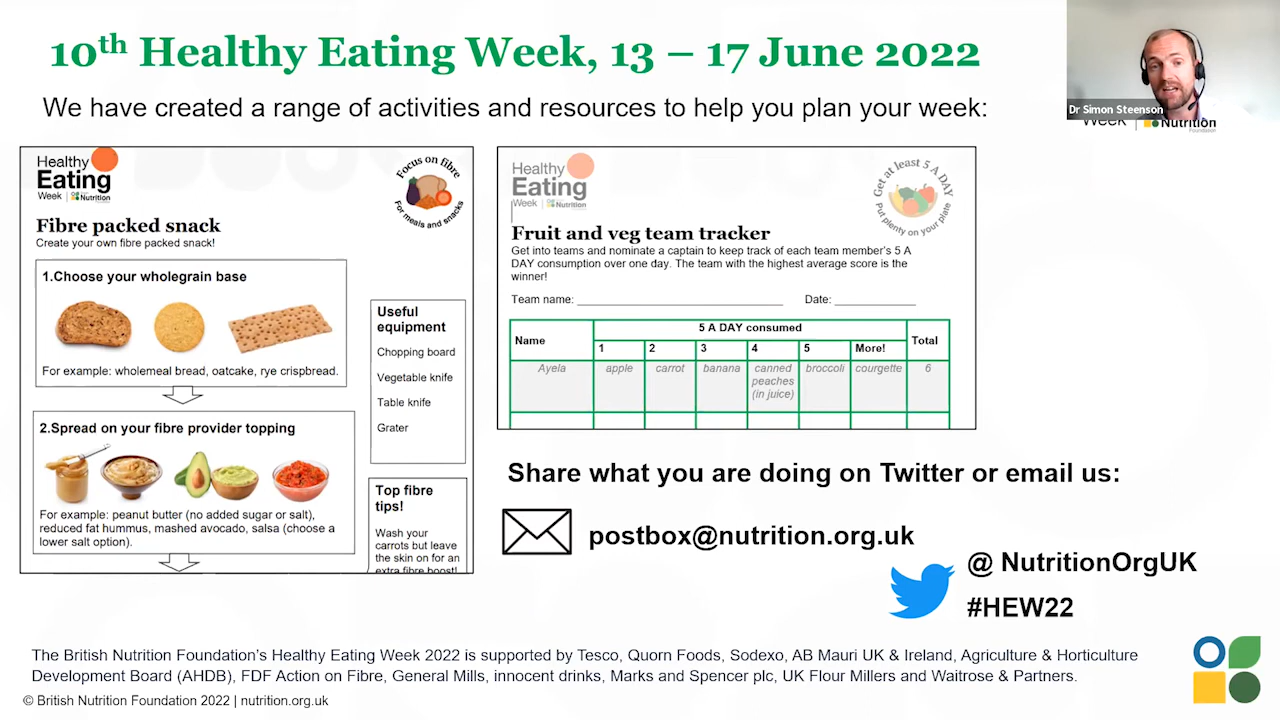 10th Healthy Eating Week, 13 – 17 June 2022
We have created a range of activities and resources to help you plan your week:
Dr Simon Steenson
Week
Nutrition
Foundation
Healthy
Eating
Week
Nutrition
Focus on fibre
For meals and snacks
Fibre packed snack
Create your own fibre packed snack!
1.Choose your wholegrain base
For example: wholemeal bread, oatcake, rye crispbread.
2.Spread on your fibre provider topping
For example: peanut butter (no added sugar or salt),
reduced fat hummus, mashed avocado, salsa (choose a
lower salt option).
Useful
equipment
Chopping board
Vegetable knife
Table knife
Grater
Top fibre
tips!
Wash your
carrots but leave
the skin on for an
extra fibre boost!
Healthy
Eating
Week
Nutrition
Get at least 5 A DAY
Put plenty on your plate
Fruit and veg team tracker
Get into teams and nominate a captain to keep track of each team member's 5 A
DAY consumption over one day. The team with the highest average score is the
winner!
Team name: Date:
Name 5 A DAY consumed Total
1 2 3 4 5 More!
Ayela apple carrot banana canned peaches (in juice) broccoli courgette 6
Share what you are doing on Twitter or email us:
postbox@nutrition.org.uk
@ NutritionOrgUK
#HEW22
The British Nutrition Foundation's Healthy Eating Week 2022 is supported by Tesco, Quorn Foods, Sodexo, AB Mauri UK & Ireland, Agriculture & Horticulture
Development Board (AHDB), FDF Action on Fibre, General Mills, innocent drinks, Marks and Spencer plc, UK Flour Millers and Waitrose & Partners.
© British Nutrition Foundation 2022 | nutrition.org.uk